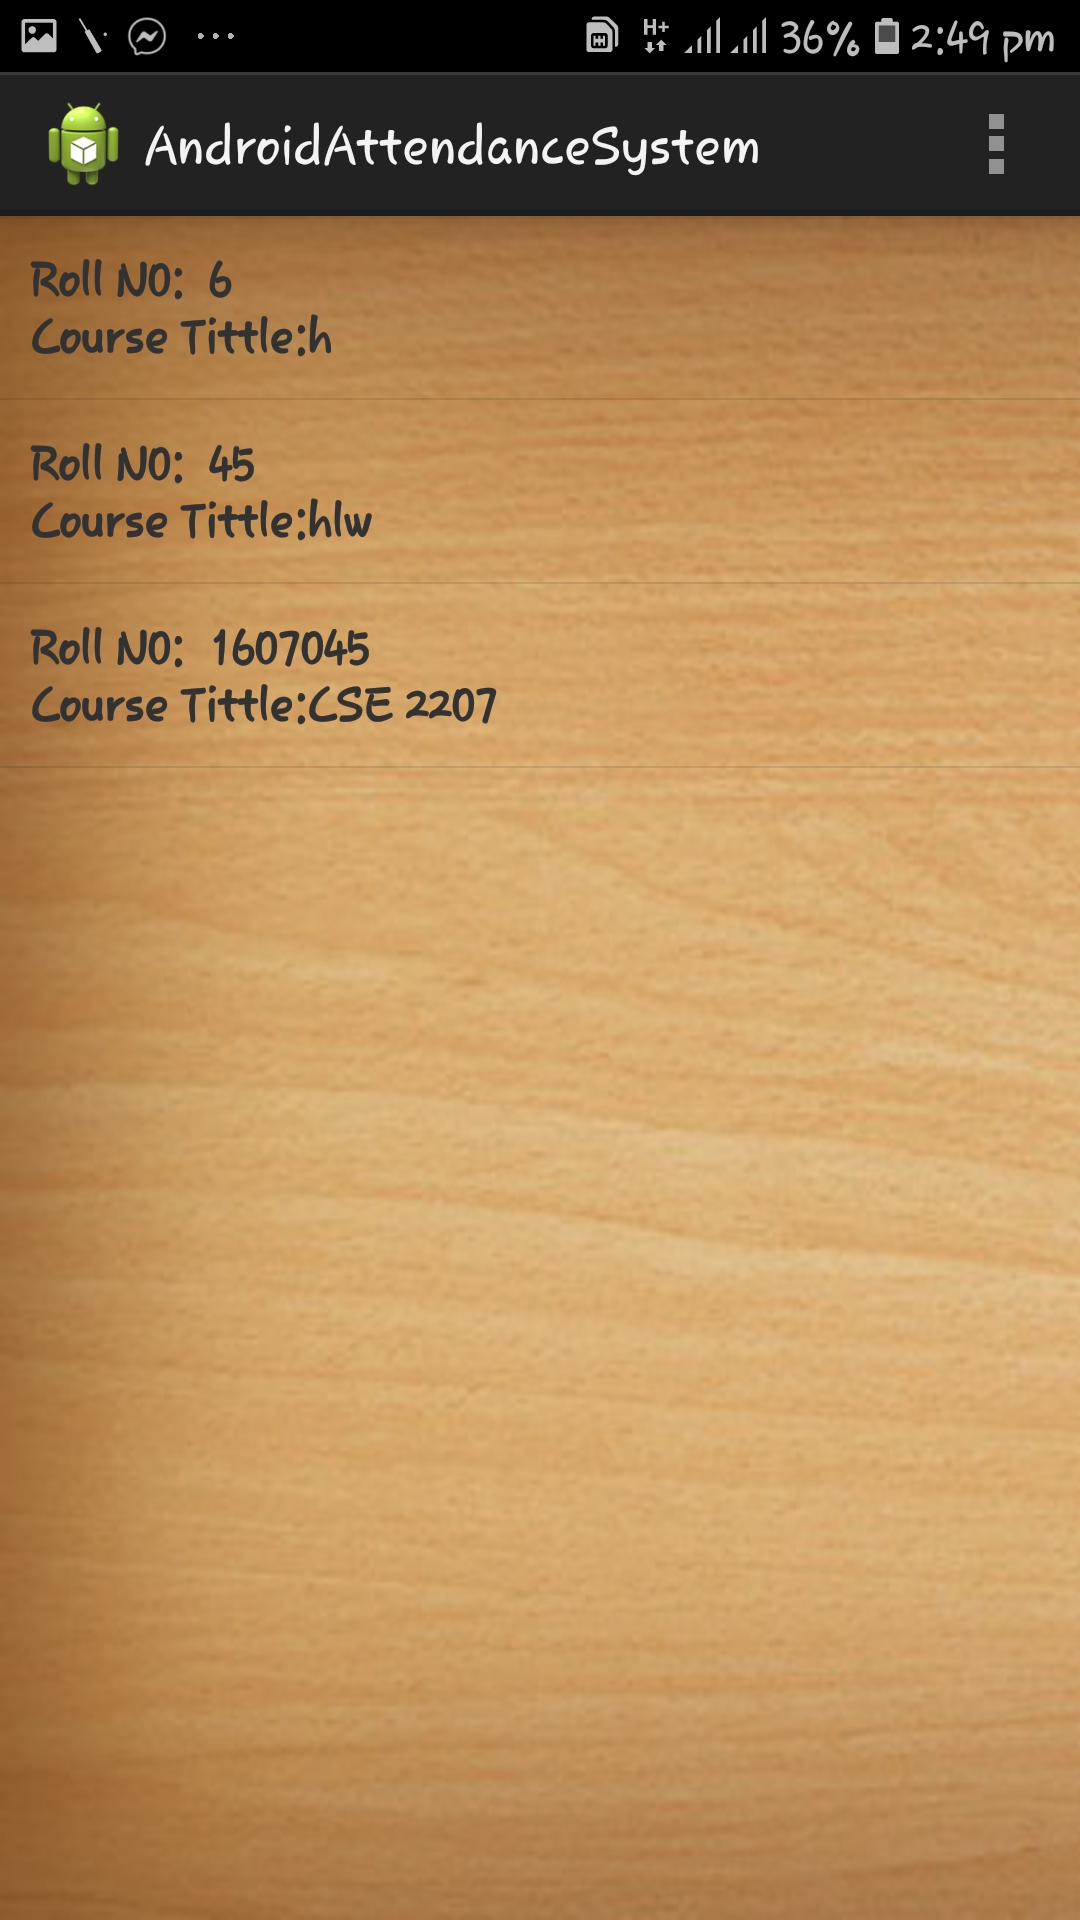 H+ 36% 2:49 pm
AndroidAttendanceSystem
Roll NO: 6
Course Tittle:h
Roll NO: 45
Course Tittle:hlw
Roll NO: 1607045
Course Tittle:CSE 2207